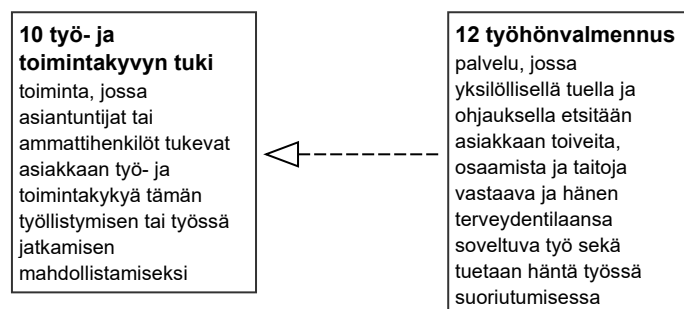 10 työ- ja
toimintakyvyn tuki
toiminta, jossa
asiantuntijat tai
ammattihenkilöt tukevat
asiakkaan työ- ja
toimintakykyä tämän
työllistymisen tai työssä
jatkamisen
mahdollistamiseksi
12 työhönvalmennus
palvelu, jossa
yksilöllisellä tuella ja
ohjauksella etsitään
asiakkaan toiveita,
osaamista ja taitoja
vastaava ja hänen
terveydentilaansa
soveltuva työ sekä
tuetaan häntä työssä
suoriutumisessa